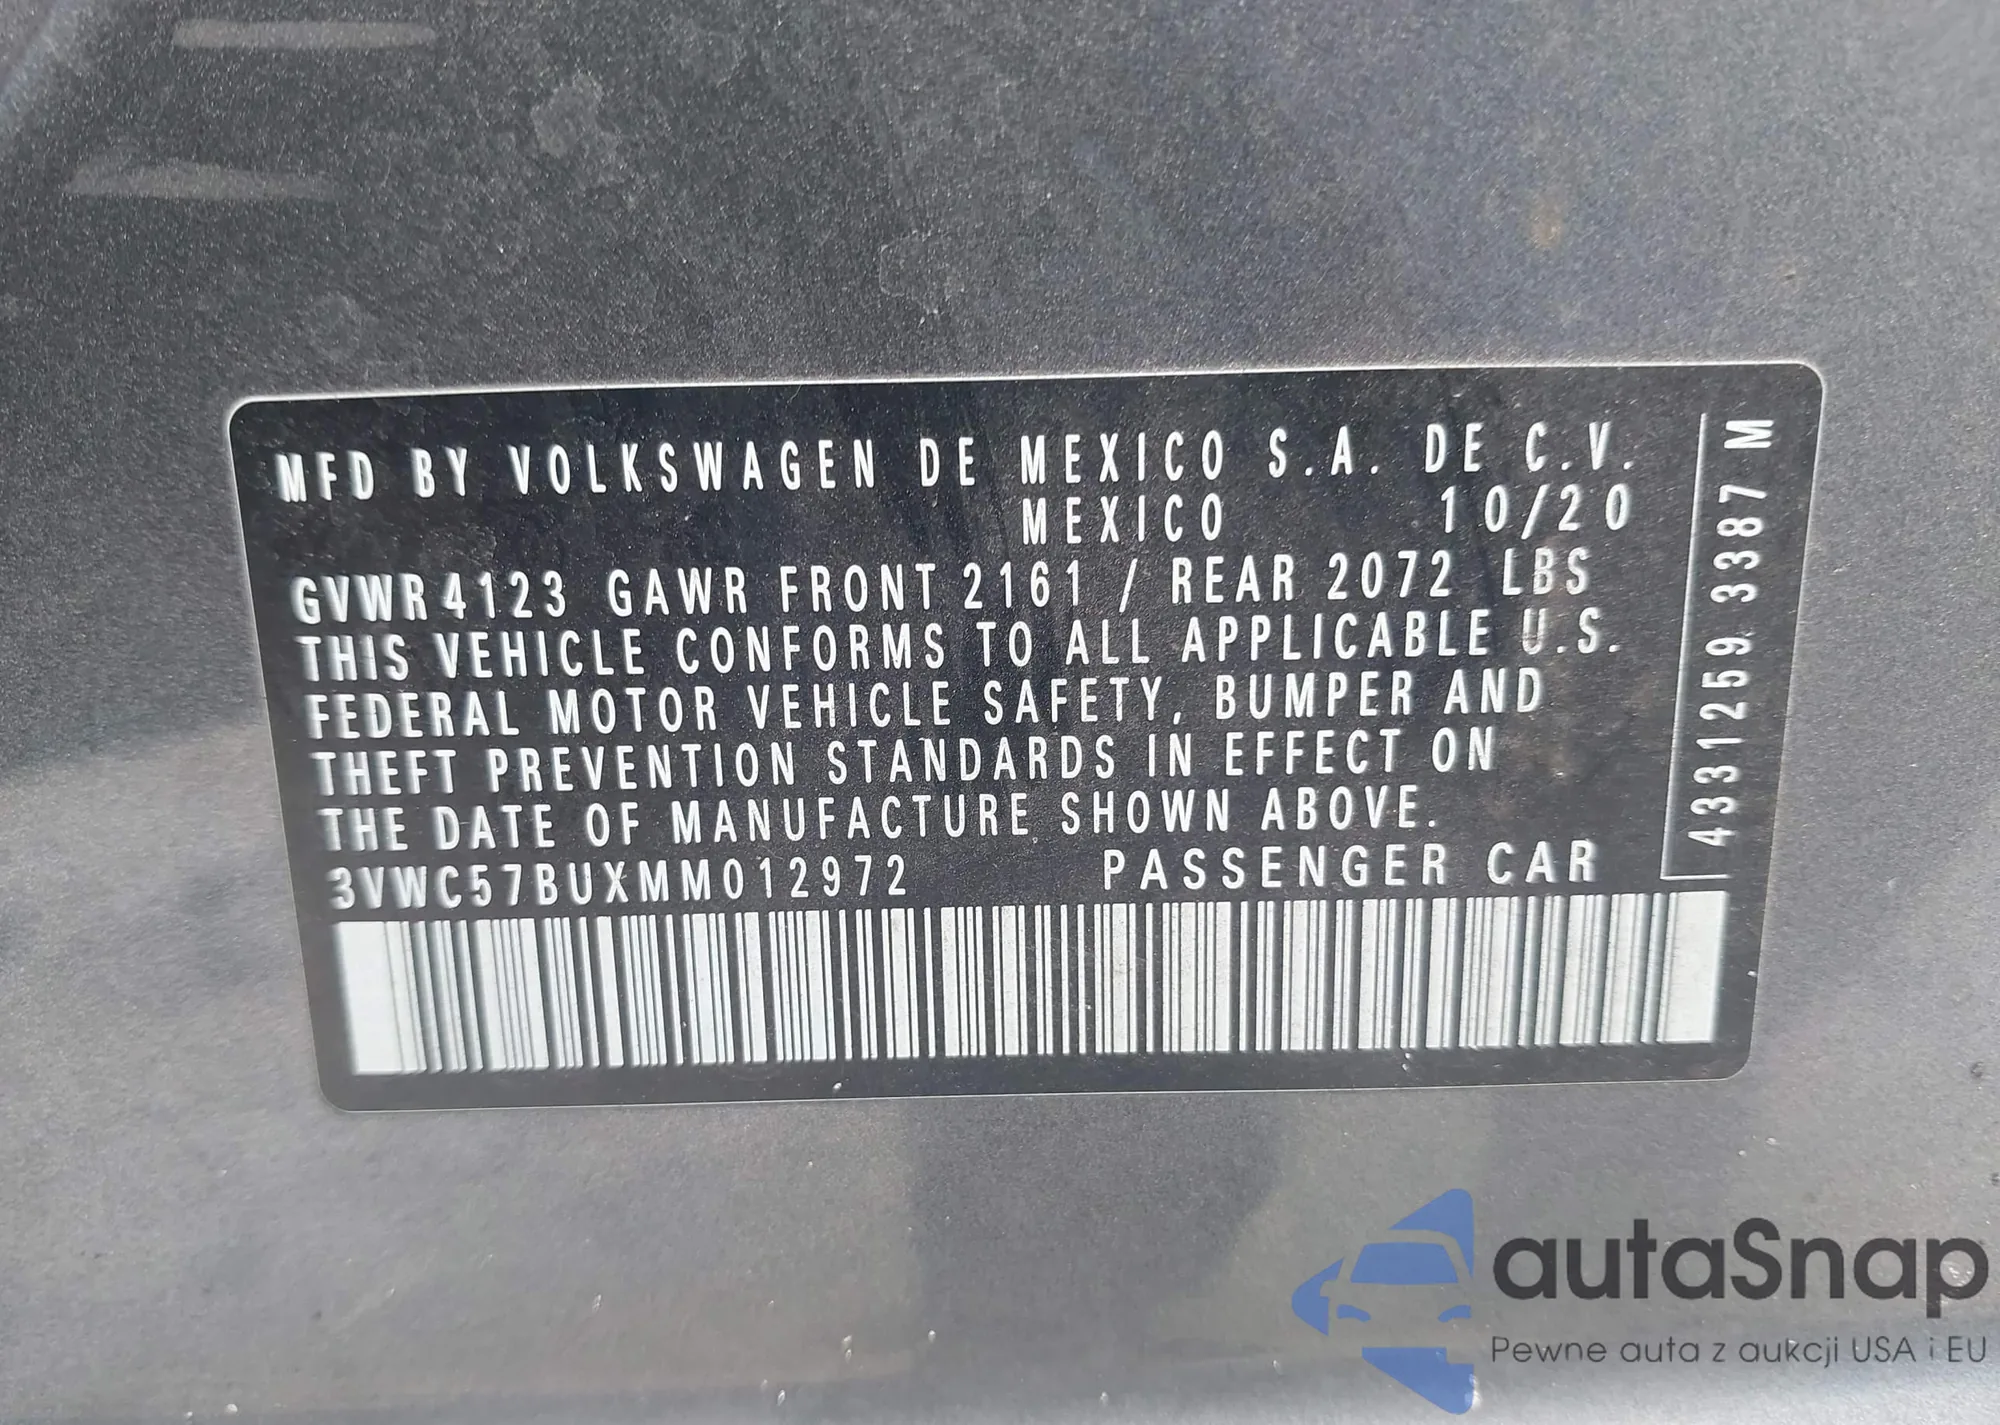 MFD BY VOLKSWAGEN DE MEXICO S.A. DE C.V.
MEXICO 10/20
GVWR 4123 GAWR FRONT 2161 / REAR 2072 LBS
THIS VEHICLE CONFORMS TO ALL APPLICABLE U.S.
FEDERAL MOTOR VEHICLE SAFETY, BUMPER AND
THEFT PREVENTION STANDARDS IN EFFECT ON
THE DATE OF MANUFACTURE SHOWN ABOVE.
3VWC57BUXMM012972 PASSENGER CAR
4331259 3387 M
autaSnap
Pewne auta z aukcji USA i EU